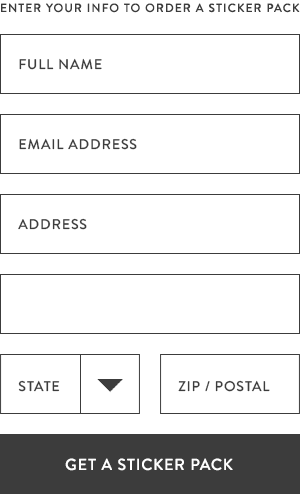 ENTER YOUR INFO TO ORDER A STICKER PACK
FULL NAME
EMAIL ADDRESS
ADDRESS
STATE
ZIP / POSTAL
GET A STICKER PACK